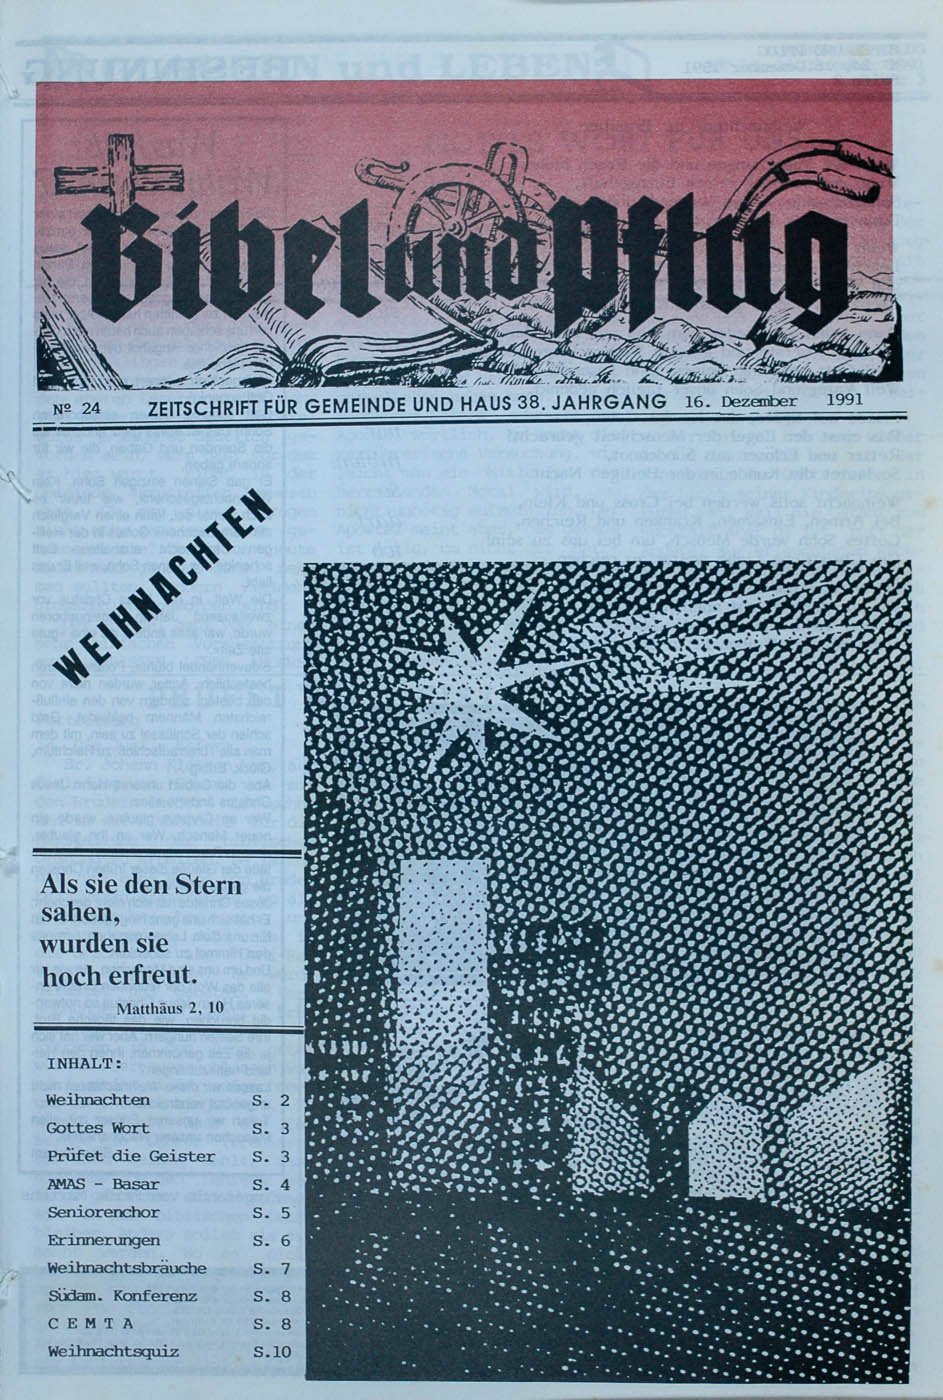 Bibel und Pflug
Nº 24 ZEITSCHRIFT FÜR GEMEINDE UND HAUS 38. JAHRGANG 16. Dezember 1991
WEIHNACHTEN
Als sie den Stern
sahen,
wurden sie
hoch erfreut.
Matthäus 2, 10
INHALT:
Weihnachten S. 2
Gottes Wort S. 3
Prüfet die Geister S. 3
AMAS - Basar S. 4
Seniorenchor S. 5
Erinnerungen S. 6
Weihnachtsbräuche S. 7
Südam. Konferenz S. 8
C E M T A S. 8
Weihnachtsquiz S.10